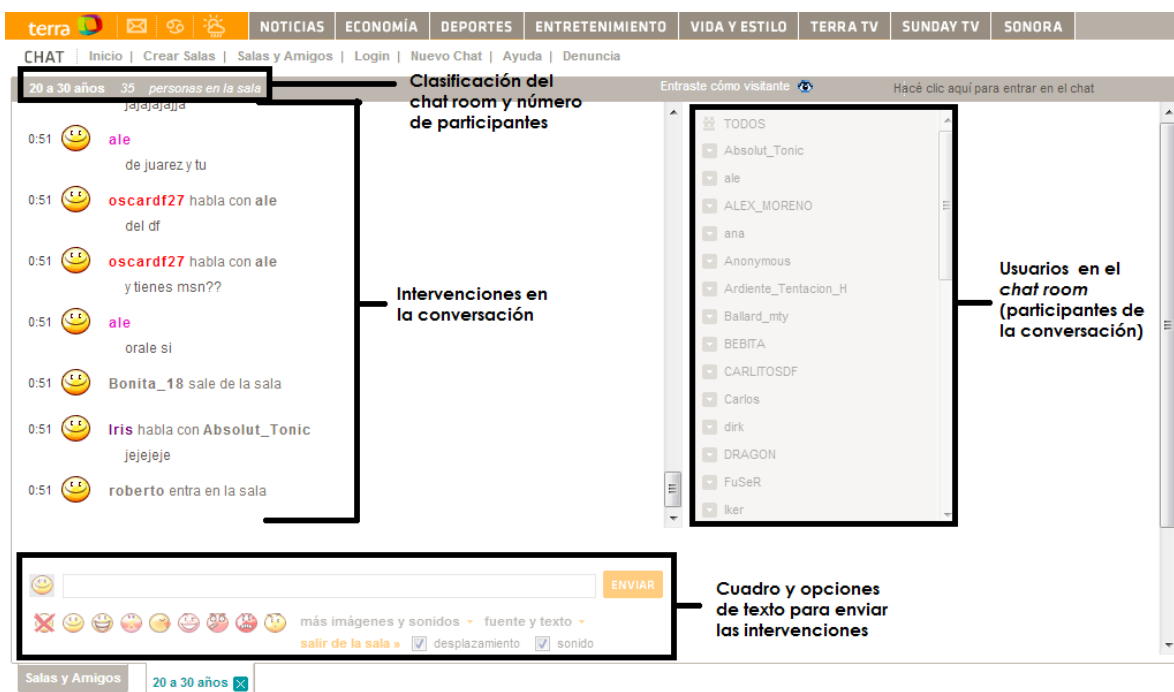 terra NOTICIAS ECONOMÍA DEPORTES ENTRETENIMIENTO VIDA Y ESTILO TERRA TV SUNDAY TV SONORA
CHAT Inicio | Crear Salas | Salas y Amigos | Login | Nuevo Chat | Ayuda | Denuncia
20 a 30 años 35 personas en la sala
Entraste cómo visitante
Hacé clic aquí para entrar en el chat
Clasificación del
chat room y número
de participantes
jajajajajja
0:51 ale
de juarez y tu
0:51 oscardf27 habla con ale
del df
0:51 oscardf27 habla con ale
y tienes msn??
0:51 ale
orale si
0:51 Bonita_18 sale de la sala
0:51 Iris habla con Absolut_Tonic
jejejeje
0:51 roberto entra en la sala
Intervenciones en
la conversación
TODOS
Absolut_Tonic
ale
ALEX_MORENO
ana
Anonymous
Ardiente_Tentacion_H
Ballard_mty
BEBITA
CARLITOSDF
Carlos
dirk
DRAGON
FuSeR
Iker
Usuarios en el
chat room
(participantes de
la conversación)
ENVIAR
más imágenes y sonidos fuente y texto
salir de la sala » desplazamiento sonido
Cuadro y opciones
de texto para enviar
las intervenciones
Salas y Amigos 20 a 30 años